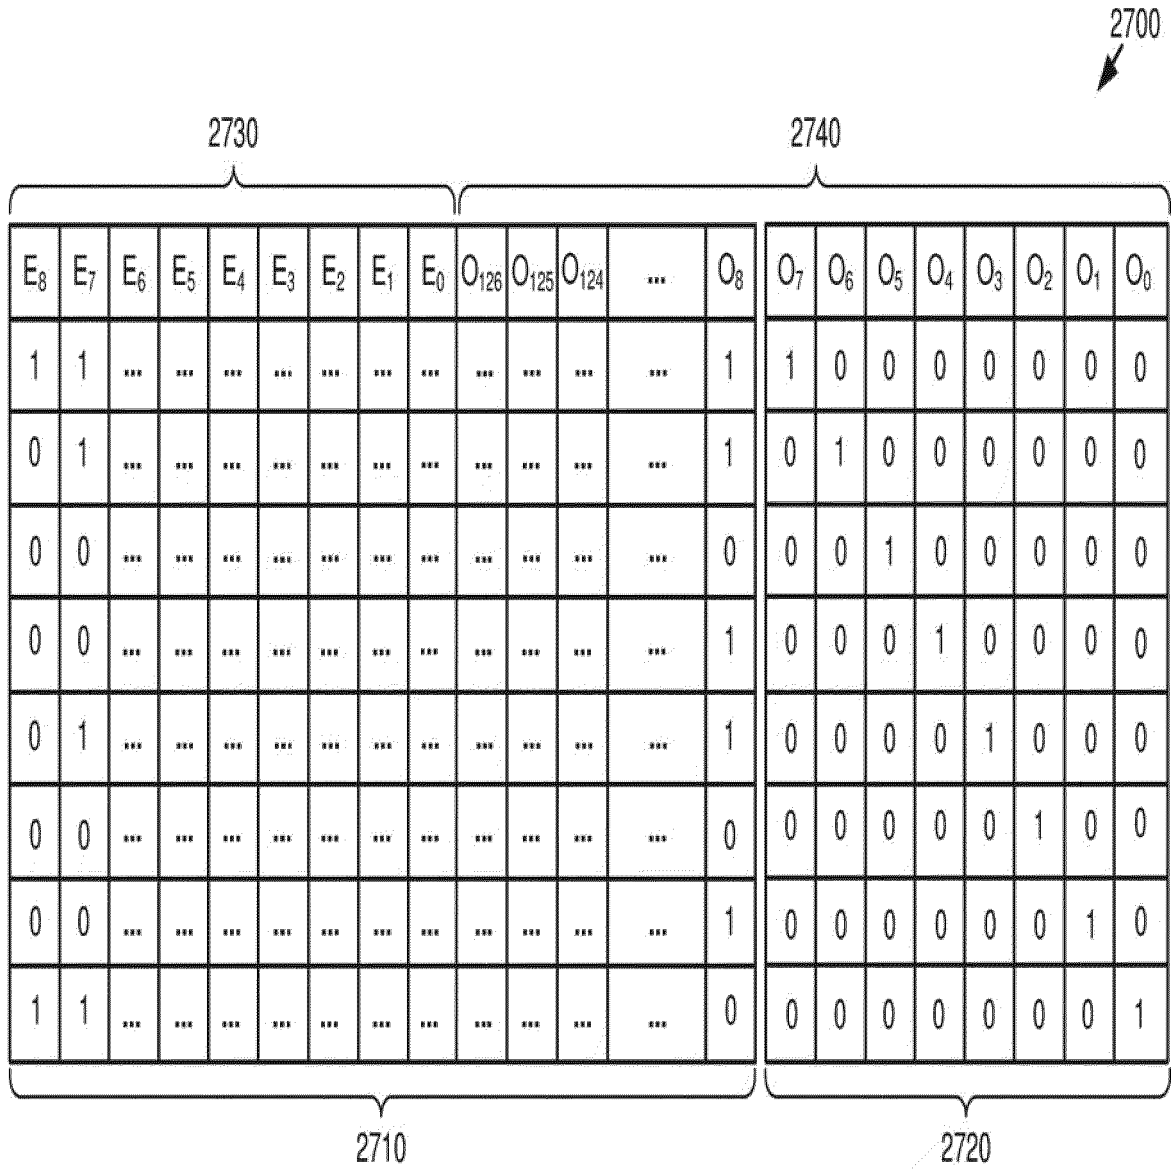 2700
2730 2740
E8 E7 E6 E5 E4 E3 E2 E1 E0 O126 O125 O124 ... O8 O7 O6 O5 O4 O3 O2 O1 O0
1 1 ... ... ... ... ... ... ... ... ... ... ... 1 1 0 0 0 0 0 0 0
0 1 ... ... ... ... ... ... ... ... ... ... ... 1 0 1 0 0 0 0 0 0
0 0 ... ... ... ... ... ... ... ... ... ... ... 0 0 0 1 0 0 0 0 0
0 0 ... ... ... ... ... ... ... ... ... ... ... 1 0 0 0 1 0 0 0 0
0 1 ... ... ... ... ... ... ... ... ... ... ... 1 0 0 0 0 1 0 0 0
0 0 ... ... ... ... ... ... ... ... ... ... ... 0 0 0 0 0 0 1 0 0
0 0 ... ... ... ... ... ... ... ... ... ... ... 1 0 0 0 0 0 0 1 0
1 1 ... ... ... ... ... ... ... ... ... ... ... 0 0 0 0 0 0 0 0 1
2710 2720